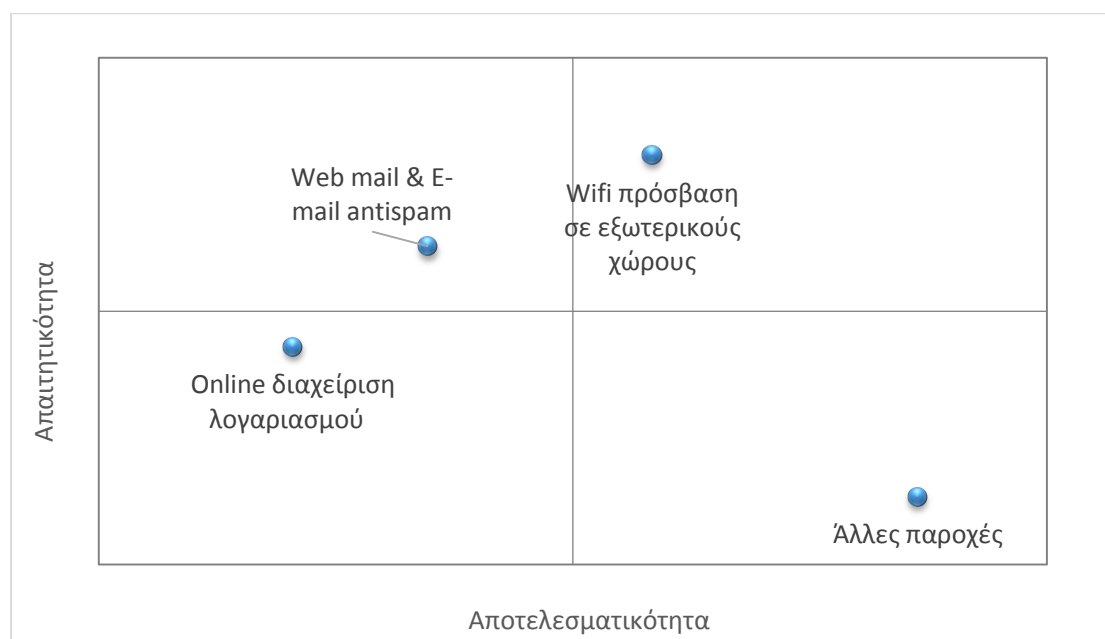 Web mail & E-
mail antispam
Wifi πρόσβαση
σε εξωτερικούς
χώρους
Απαιτητικότητα
Online διαχείριση
λογαριασμού
Άλλες παροχές
Αποτελεσματικότητα